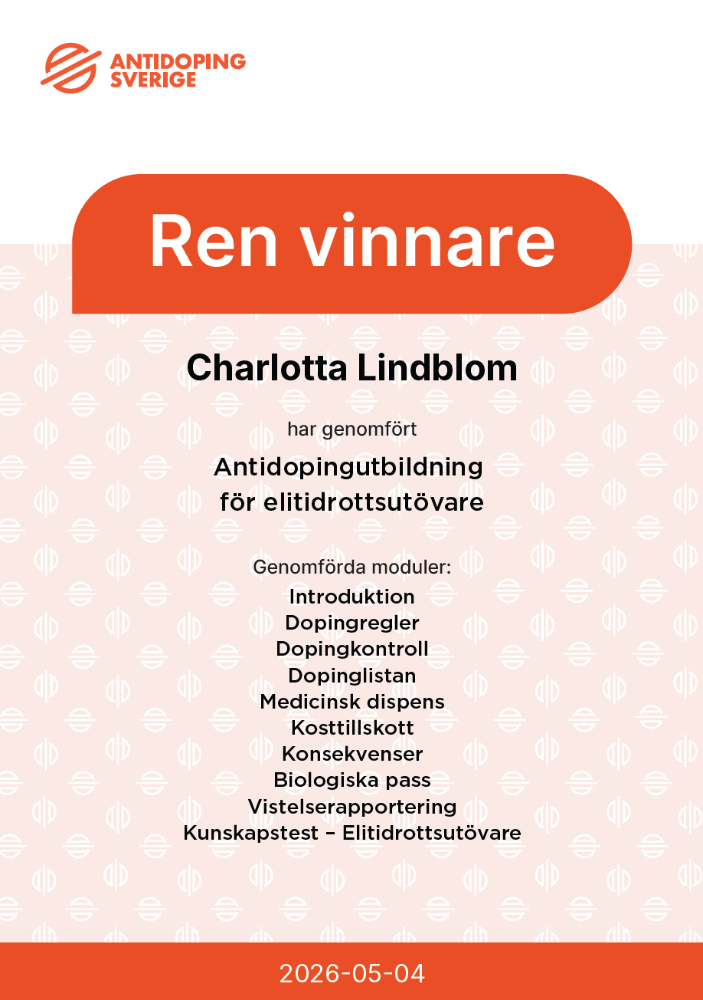 ANTIDOPING
SVERIGE
Ren vinnare
Charlotta Lindblom
har genomfört
Antidopingutbildning
för elitidrottsutövare
Genomförda moduler:
Introduktion
Dopingregler
Dopingkontroll
Dopinglistan
Medicinsk dispens
Kosttillskott
Konsekvenser
Biologiska pass
Vistelserapportering
Kunskapstest – Elitidrottsutövare
2026-05-04